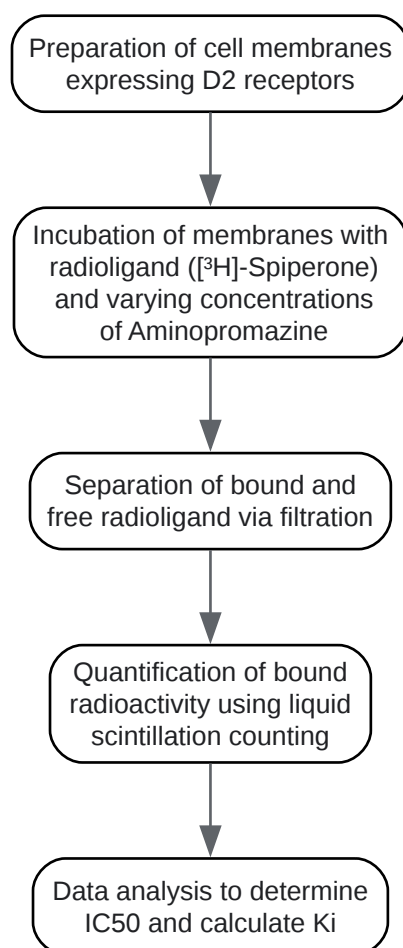 Preparation of cell membranes
expressing D2 receptors
Incubation of membranes with
radioligand ([³H]-Spiperone)
and varying concentrations
of Aminopromazine
Separation of bound and
free radioligand via filtration
Quantification of bound
radioactivity using liquid
scintillation counting
Data analysis to determine
IC50 and calculate Ki